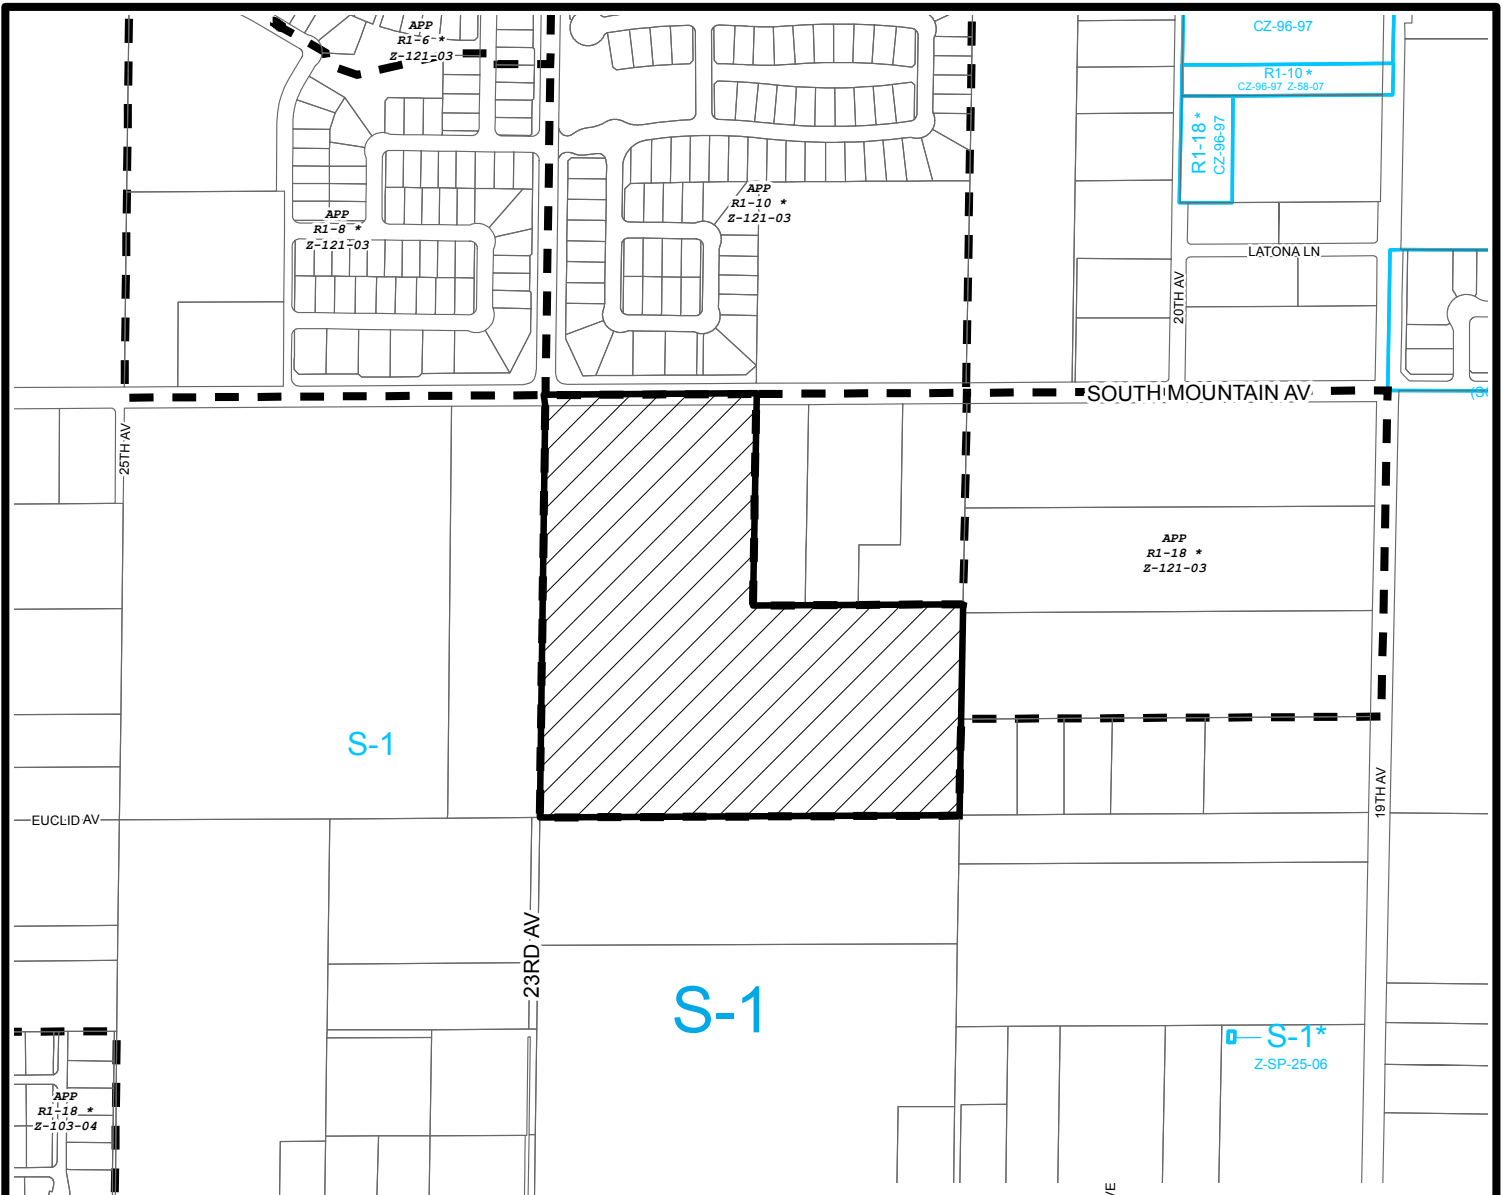 APP
R1-6 *
Z-121-03
CZ-96-97
R1-10 *
CZ-96-97 Z-58-07
R1-18 *
CZ-96-97
APP
R1-10 *
Z-121-03
APP
R1-8 *
Z-121-03
LATONA LN
20TH AV
SOUTH MOUNTAIN AV
25TH AV
APP
R1-18 *
Z-121-03
S-1
19TH AV
EUCLID AV
23RD AV
S-1
S-1*
Z-SP-25-06
APP
R1-18 *
Z-103-04